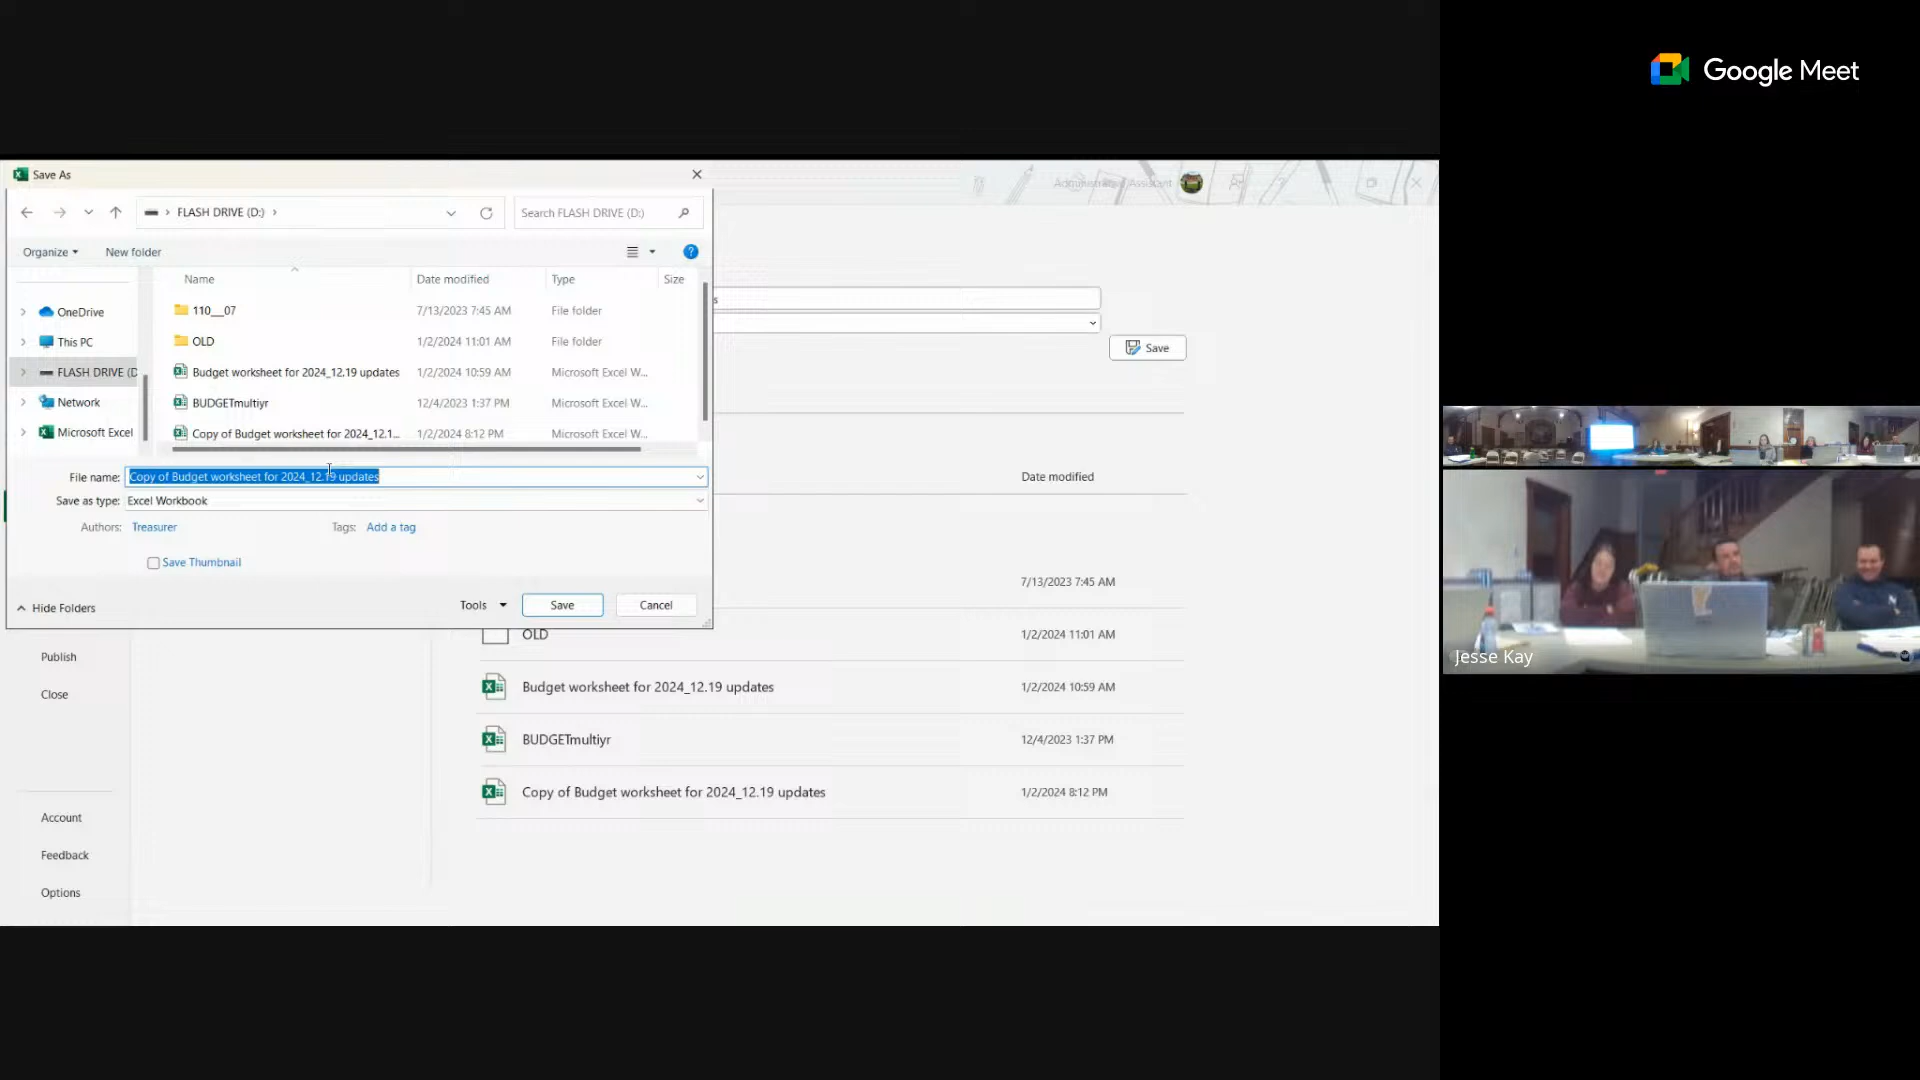 Google Meet
Save As
Administrative Assistant
FLASH DRIVE (D:)
Search FLASH DRIVE (D:)
Organize
New folder
Name
Date modified
Type
Size
OneDrive
This PC
FLASH DRIVE (D
Network
Microsoft Excel
110__07
7/13/2023 7:45 AM
File folder
OLD
1/2/2024 11:01 AM
File folder
Budget worksheet for 2024_12.19 updates
1/2/2024 10:59 AM
Microsoft Excel W...
BUDGETmultiyr
12/4/2023 1:37 PM
Microsoft Excel W...
Copy of Budget worksheet for 2024_12.1...
1/2/2024 8:12 PM
Microsoft Excel W...
s
Save
File name:
Copy of Budget worksheet for 2024_12.19 updates
Save as type:
Excel Workbook
Authors:
Treasurer
Tags:
Add a tag
Save Thumbnail
Hide Folders
Tools
Save
Cancel
Date modified
7/13/2023 7:45 AM
OLD
1/2/2024 11:01 AM
Publish
Close
Budget worksheet for 2024_12.19 updates
1/2/2024 10:59 AM
BUDGETmultiyr
12/4/2023 1:37 PM
Copy of Budget worksheet for 2024_12.19 updates
1/2/2024 8:12 PM
Account
Feedback
Options
Jesse Kay